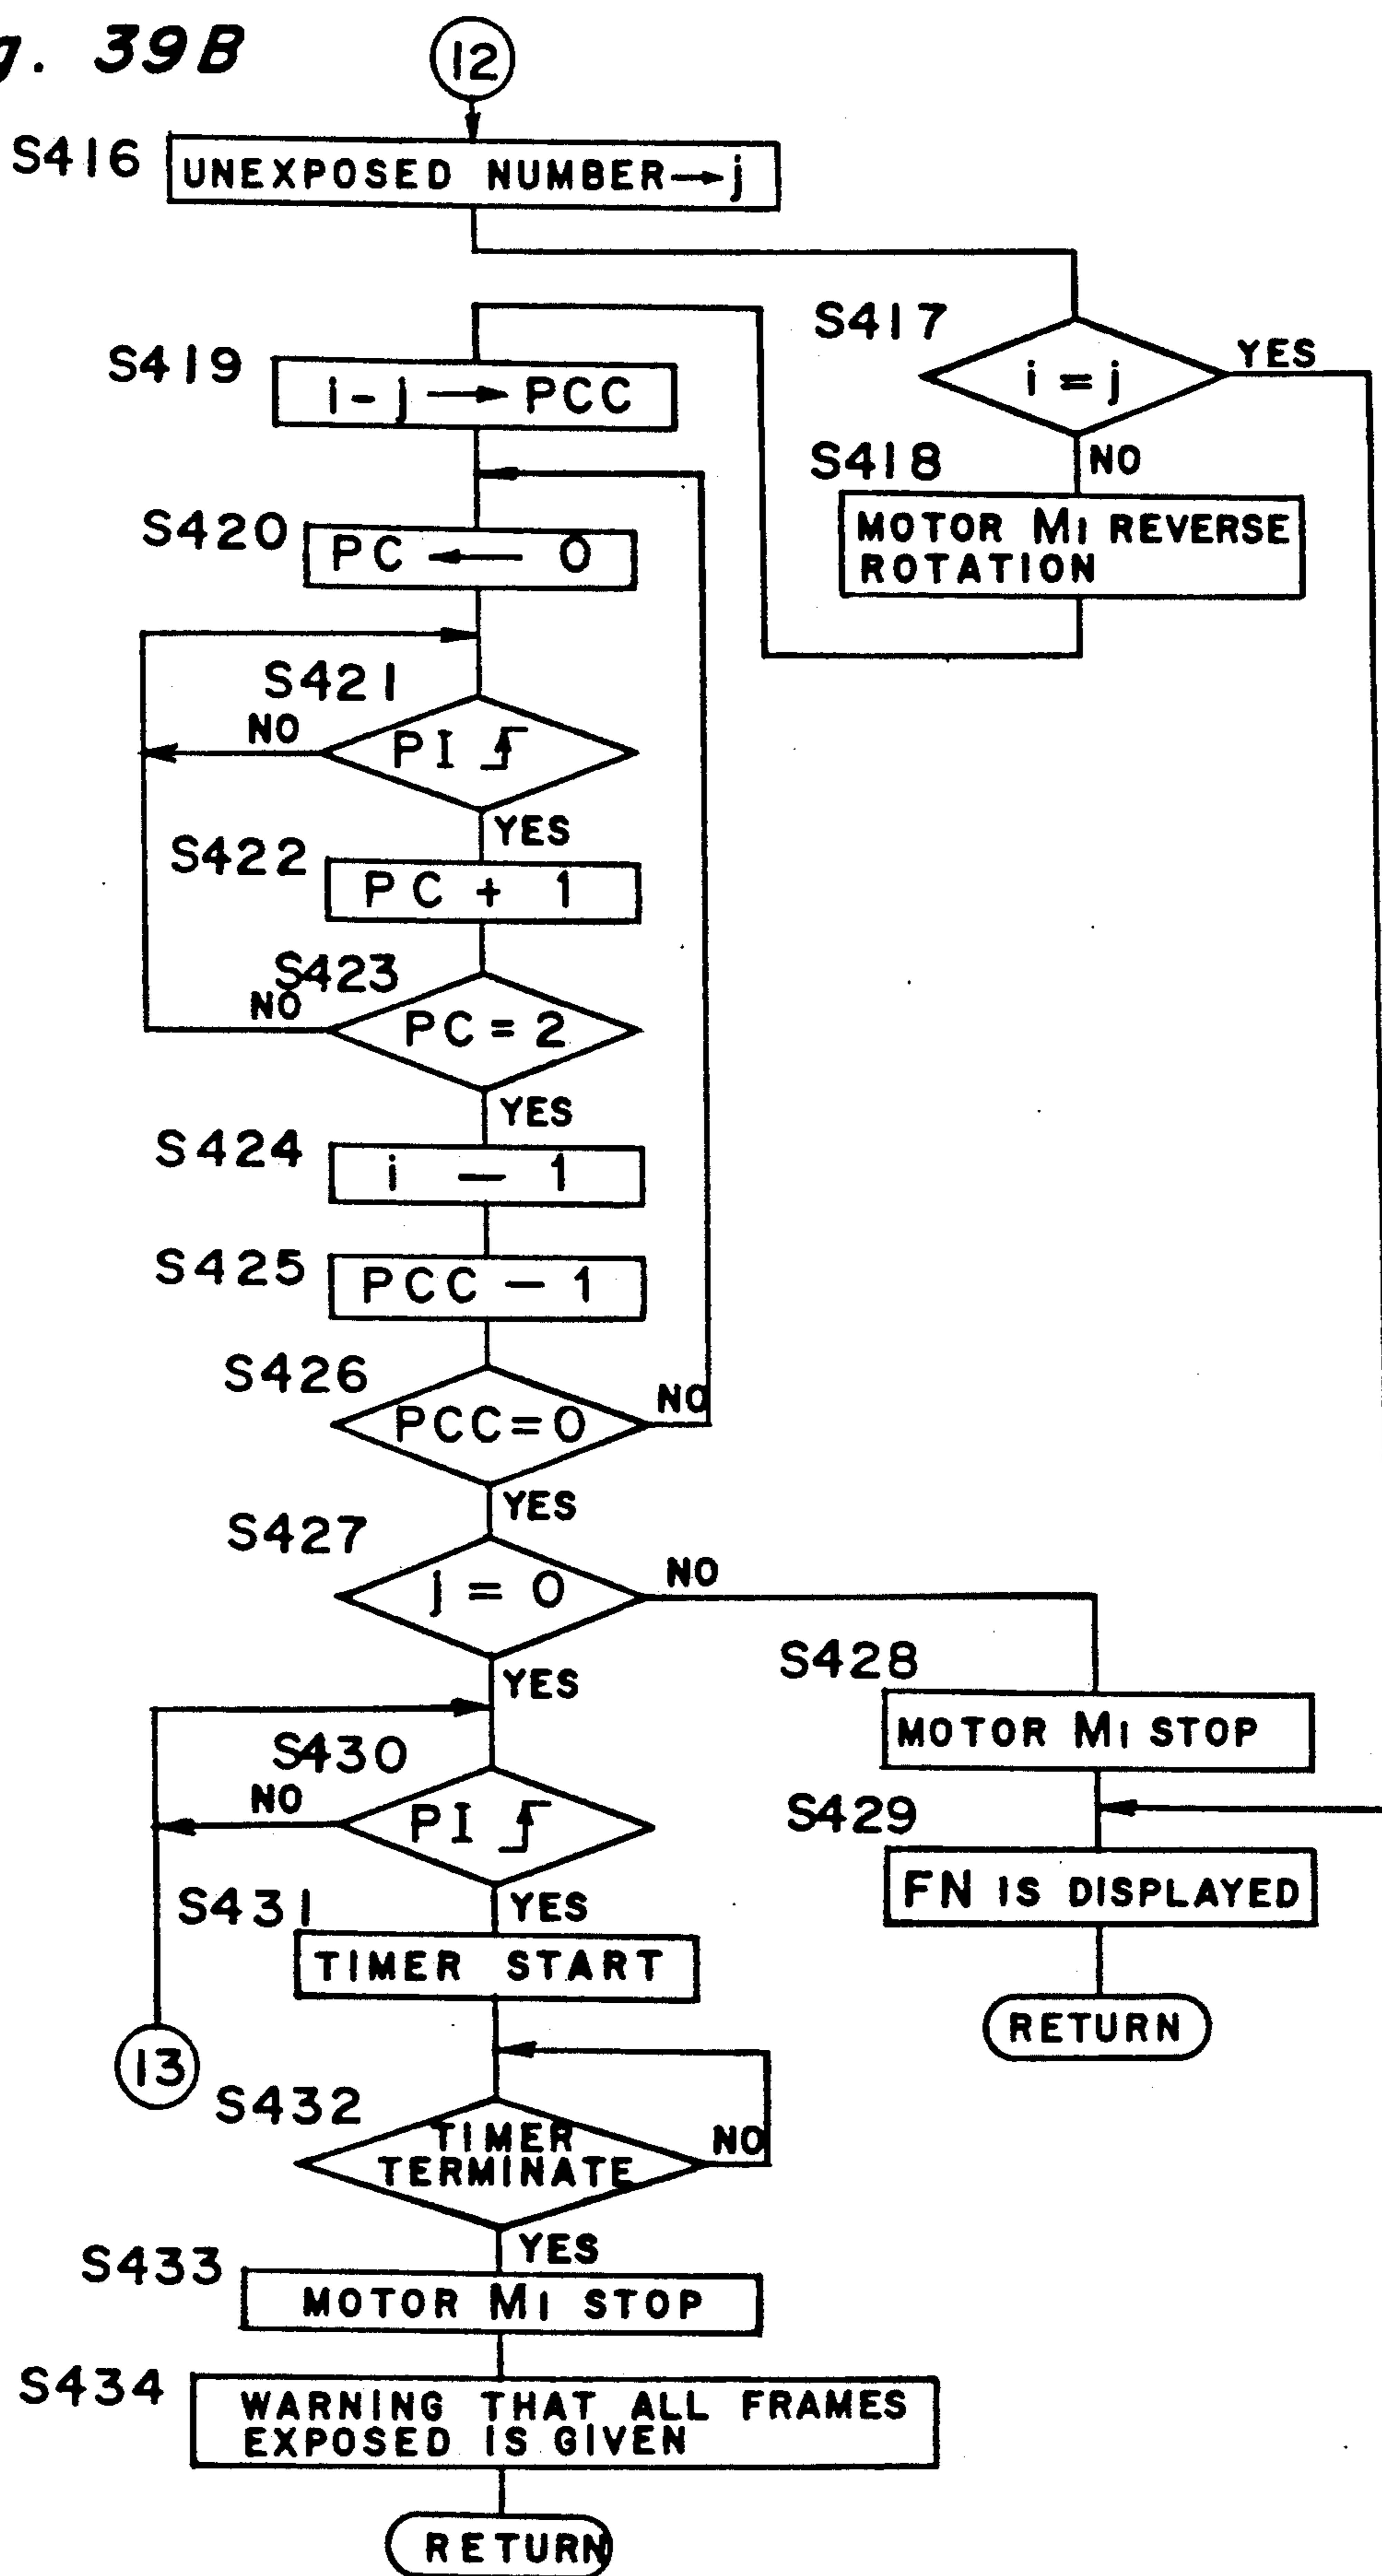 g. 39B
12
S416
UNEXPOSED NUMBER→j
S417
i = j
YES
NO
S418
MOTOR M1 REVERSE
ROTATION
S419
i - j → PCC
S420
PC ← 0
S421
NO
PI
YES
S422
PC + 1
S423
NO
PC = 2
YES
S424
i — 1
S425
PCC — 1
S426
PCC = 0
NO
YES
S427
j = 0
NO
YES
S428
MOTOR M1 STOP
S429
FN IS DISPLAYED
RETURN
S430
NO
PI
YES
S431
TIMER START
13
S432
TIMER
TERMINATE
NO
YES
S433
MOTOR M1 STOP
S434
WARNING THAT ALL FRAMES
EXPOSED IS GIVEN
RETURN